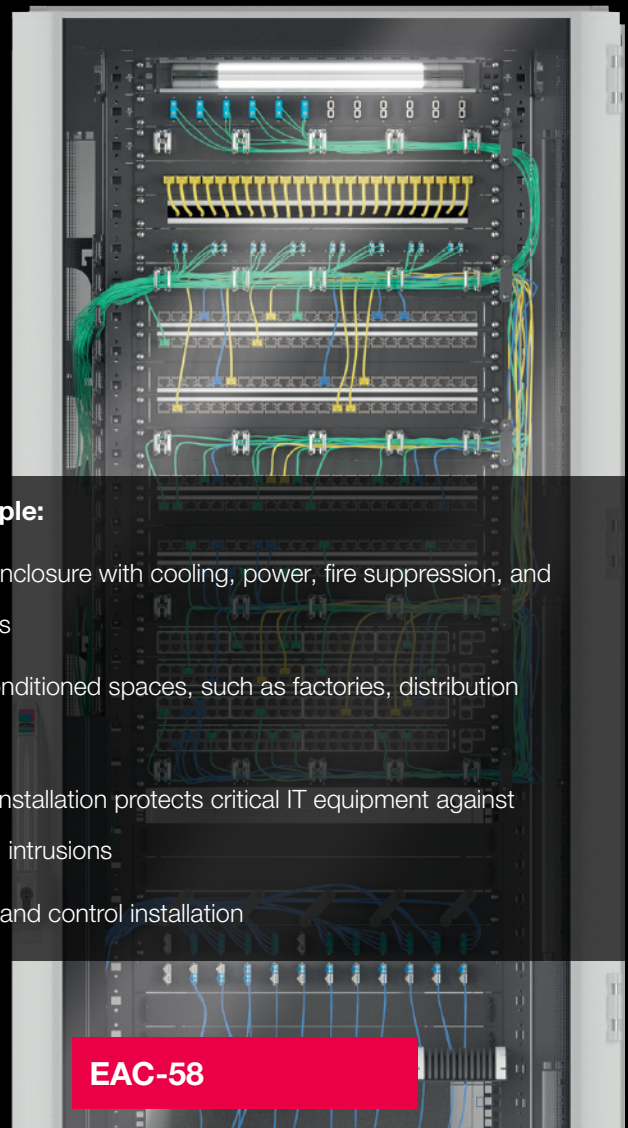 ple:
nclosure with cooling, power, fire suppression, and
s
onditioned spaces, such as factories, distribution
nstallation protects critical IT equipment against
intrusions
and control installation
EAC-58